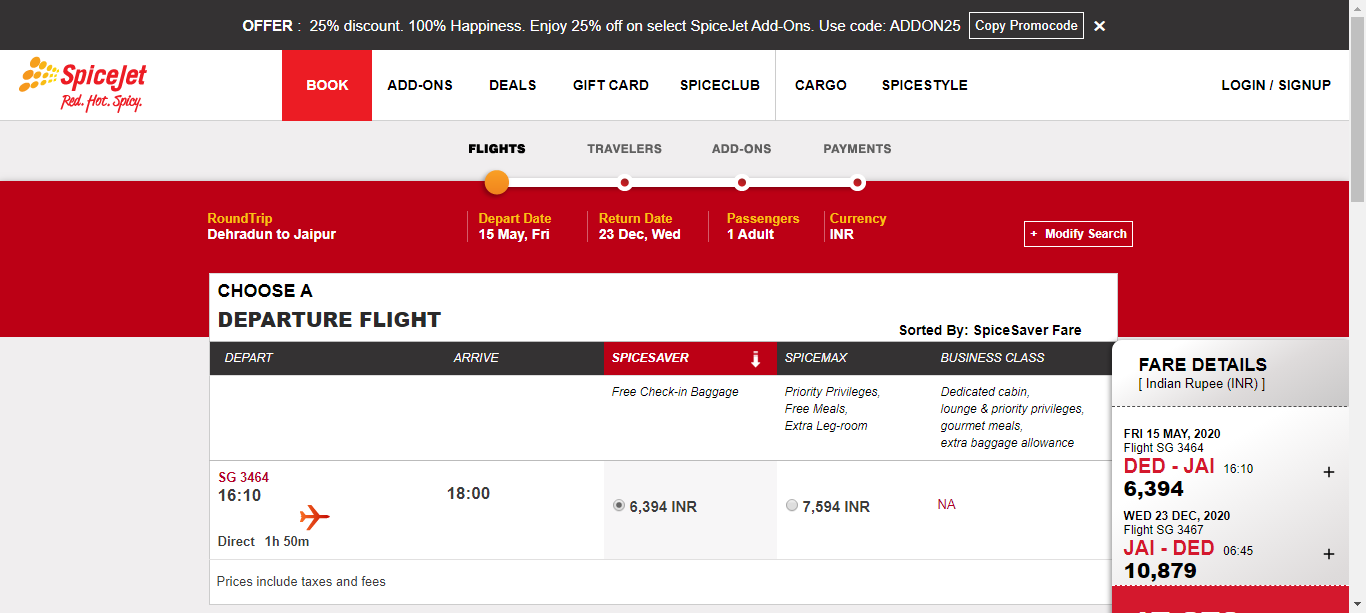 OFFER : 25% discount. 100% Happiness. Enjoy 25% off on select SpiceJet Add-Ons. Use code: ADDON25 Copy Promocode ✕
SpiceJet
Red. Hot. Spicy.
BOOK ADD-ONS DEALS GIFT CARD SPICECLUB CARGO SPICESTYLE LOGIN / SIGNUP
FLIGHTS TRAVELERS ADD-ONS PAYMENTS
RoundTrip Depart Date Return Date Passengers Currency
Dehradun to Jaipur 15 May, Fri 23 Dec, Wed 1 Adult INR
+ Modify Search
CHOOSE A
DEPARTURE FLIGHT
Sorted By: SpiceSaver Fare
DEPART ARRIVE SPICESAVER SPICEMAX BUSINESS CLASS
Free Check-in Baggage
Priority Privileges,
Free Meals,
Extra Leg-room
Dedicated cabin,
lounge & priority privileges,
gourmet meals,
extra baggage allowance
SG 3464
16:10 18:00 6,394 INR 7,594 INR NA
Direct 1h 50m
Prices include taxes and fees
FARE DETAILS
[ Indian Rupee (INR) ]
FRI 15 MAY, 2020
Flight SG 3464
DED - JAI 16:10 +
6,394
WED 23 DEC, 2020
Flight SG 3467
JAI - DED 06:45 +
10,879